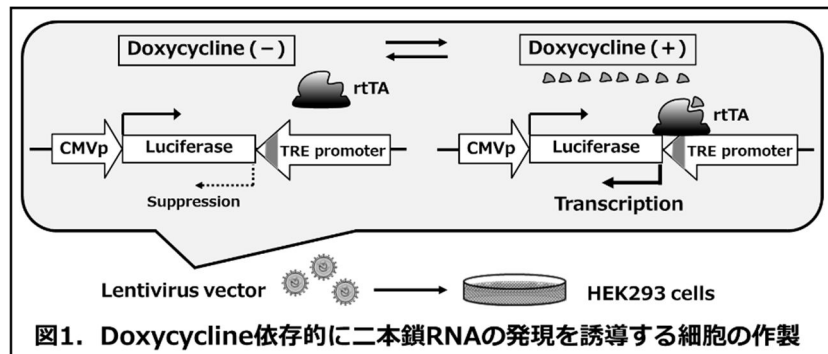 Doxycycline (−)
Doxycycline (+)
rtTA
rtTA
CMVp
Luciferase
TRE promoter
CMVp
Luciferase
TRE promoter
Suppression
Transcription
Lentivirus vector
HEK293 cells
図1. Doxycycline依存的に二本鎖RNAの発現を誘導する細胞の作製